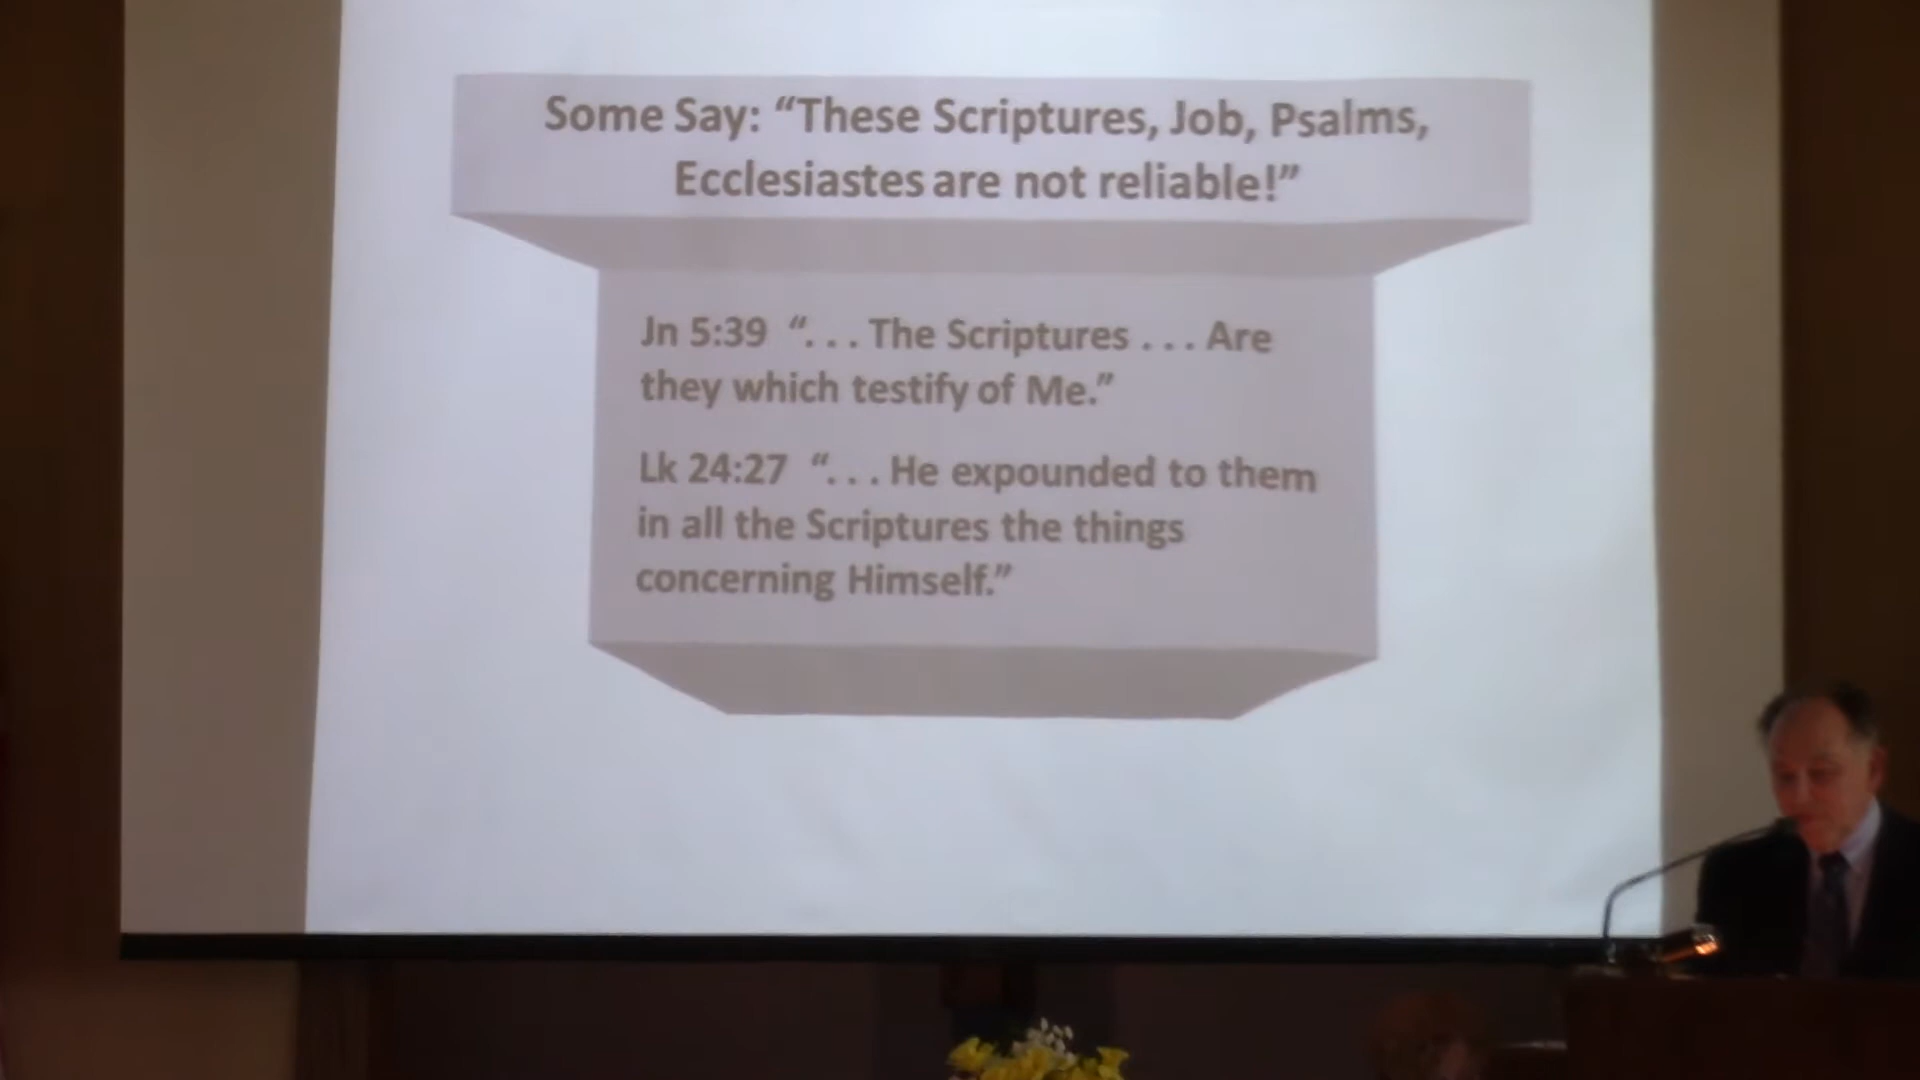 Some Say: “These Scriptures, Job, Psalms,
Ecclesiastes are not reliable!”
Jn 5:39 “. . . The Scriptures . . . Are
they which testify of Me.”
Lk 24:27 “. . . He expounded to them
in all the Scriptures the things
concerning Himself.”